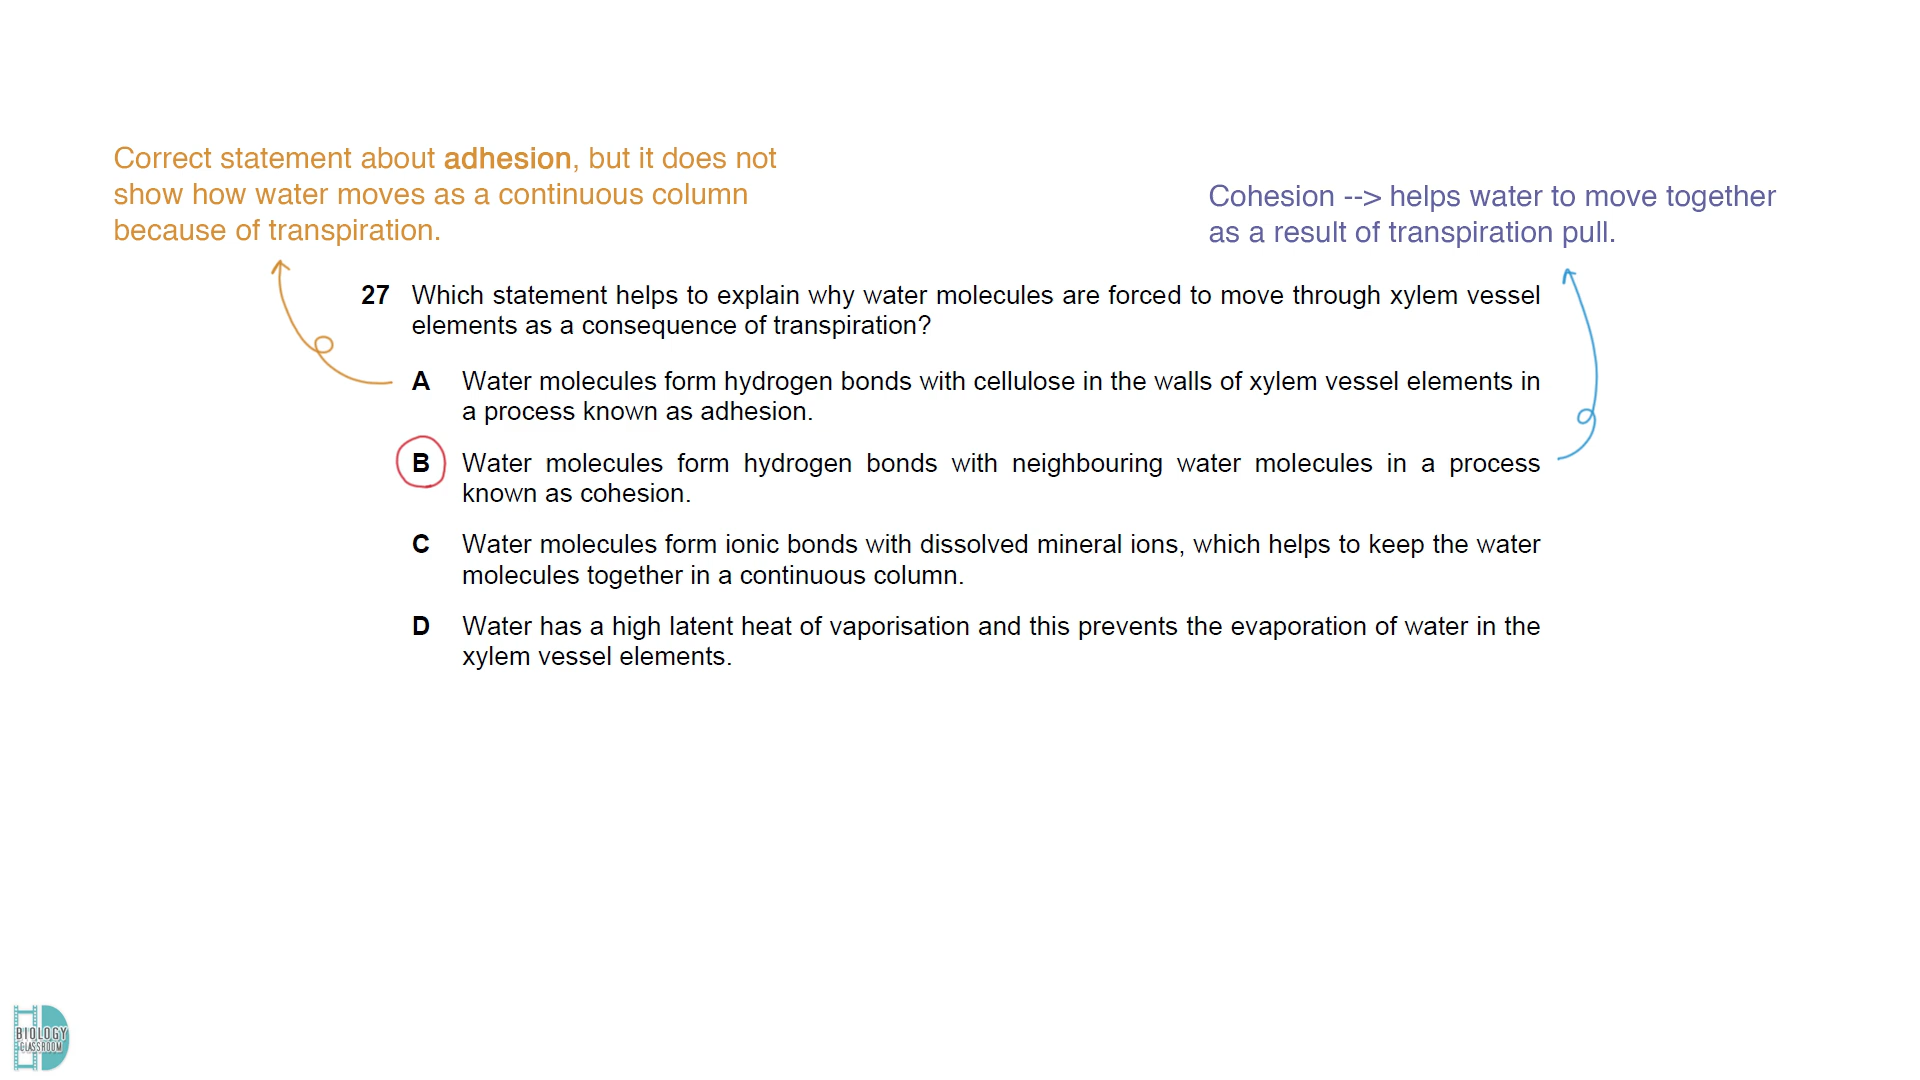 Correct statement about adhesion, but it does not
show how water moves as a continuous column
because of transpiration.
Cohesion --> helps water to move together
as a result of transpiration pull.
27 Which statement helps to explain why water molecules are forced to move through xylem vessel
elements as a consequence of transpiration?
A Water molecules form hydrogen bonds with cellulose in the walls of xylem vessel elements in
a process known as adhesion.
B Water molecules form hydrogen bonds with neighbouring water molecules in a process
known as cohesion.
C Water molecules form ionic bonds with dissolved mineral ions, which helps to keep the water
molecules together in a continuous column.
D Water has a high latent heat of vaporisation and this prevents the evaporation of water in the
xylem vessel elements.
BIOLOGY
CLASSROOM